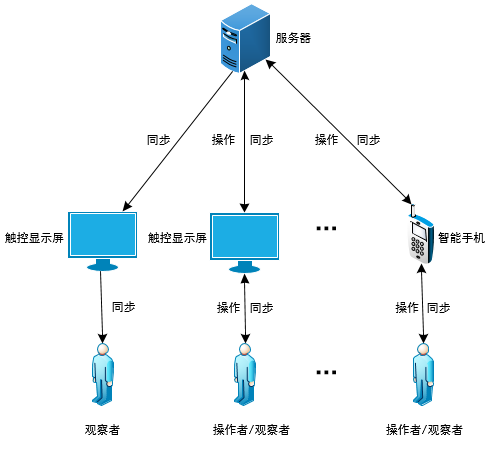 服务器
同步
操作
同步
操作
同步
触控显示屏
触控显示屏
...
智能手机
同步
操作
同步
操作
同步
...
观察者
操作者/观察者
操作者/观察者